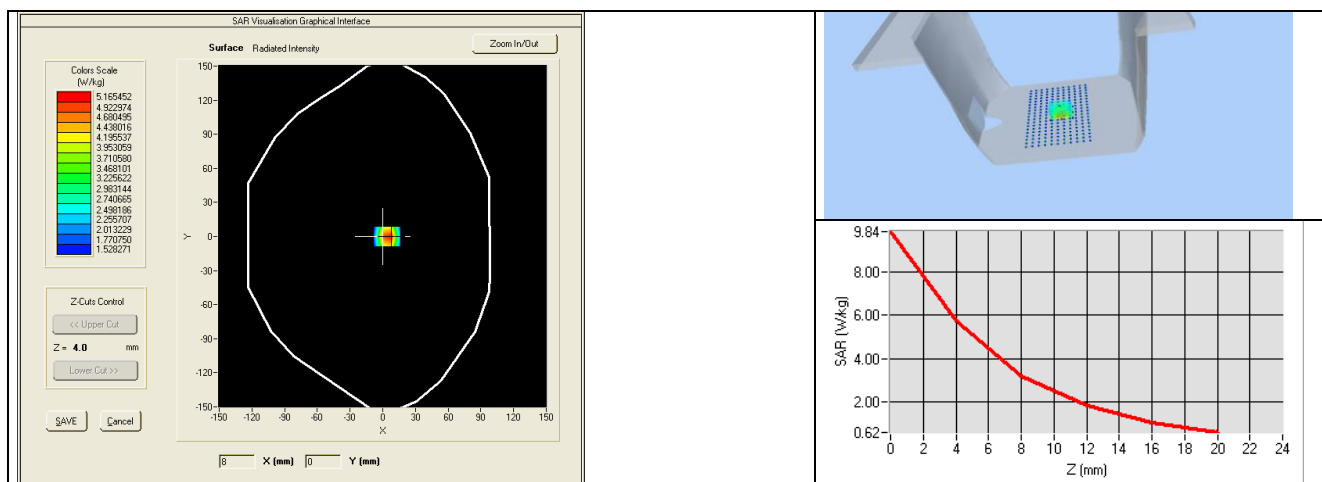 SAR Visualisation Graphical Interface
Surface Radiated Intensity
Zoom In/Out
Colors Scale
(W/kg)
5.165452
4.922974
4.680495
4.438016
4.195537
3.953059
3.710580
3.468101
3.225622
2.983144
2.740665
2.498186
2.255707
2.013229
1.770750
1.528271
Z-Cuts Control
<< Upper Cut
Z = 4.0 mm
Lower Cut >>
SAVE Cancel
150
120
90
60
30
0
-30
-60
-90
-120
-150
Y
-150 -120 -90 -60 -30 0 30 60 90 120 150
X
8 X (mm) 0 Y (mm)
9.84
8.00
6.00
4.00
2.00
0.62
SAR (W/kg)
0 2 4 6 8 10 12 14 16 18 20 22 24
Z (mm)